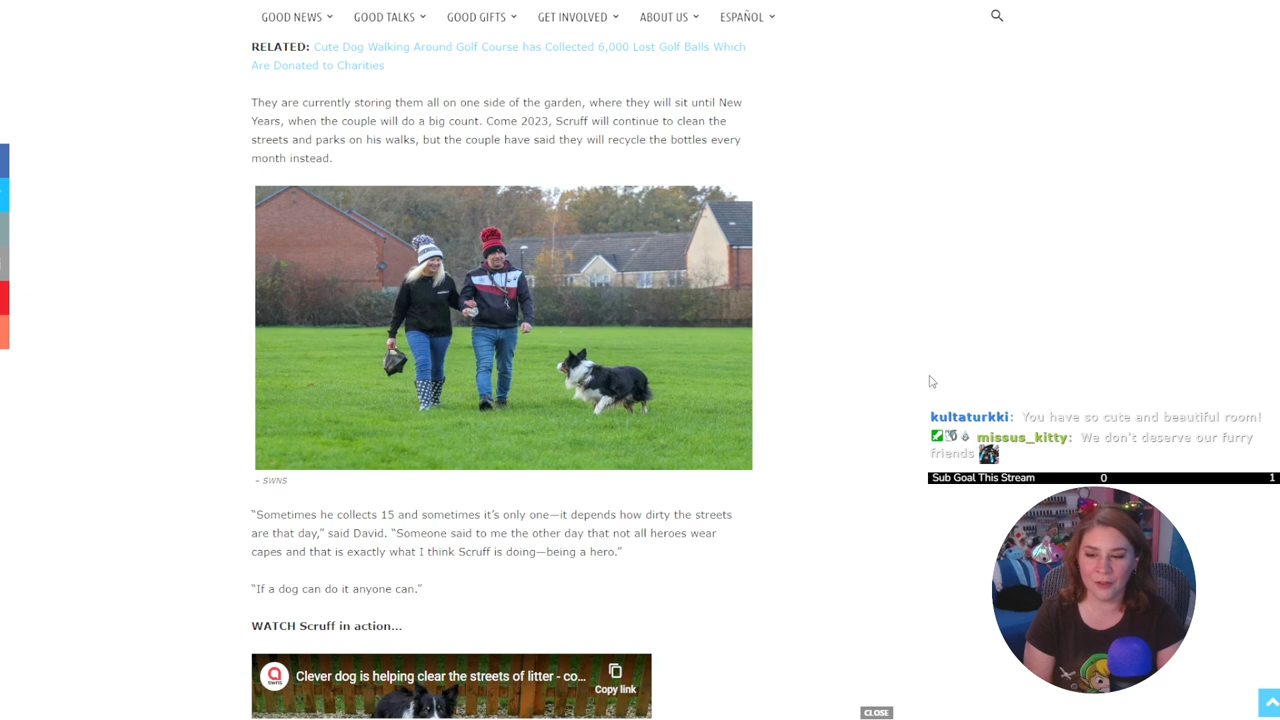 GOOD NEWS GOOD TALKS GOOD GIFTS GET INVOLVED ABOUT US ESPAÑOL
RELATED: Cute Dog Walking Around Golf Course has Collected 6,000 Lost Golf Balls Which
Are Donated to Charities
They are currently storing them all on one side of the garden, where they will sit until New
Years, when the couple will do a big count. Come 2023, Scruff will continue to clean the
streets and parks on his walks, but the couple have said they will recycle the bottles every
month instead.
– SWNS
“Sometimes he collects 15 and sometimes it’s only one—it depends how dirty the streets
are that day,” said David. “Someone said to me the other day that not all heroes wear
capes and that is exactly what I think Scruff is doing—being a hero.”
“If a dog can do it anyone can.”
WATCH Scruff in action…
SWNS
Clever dog is helping clear the streets of litter - co...
Copy link
CLOSE
kultaturkki: You have so cute and beautiful room!
missus_kitty: We don't deserve our furry
friends
Sub Goal This Stream 0 1